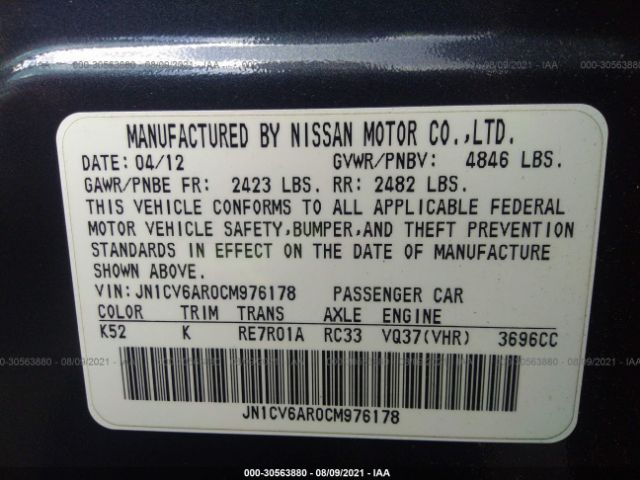 000-30563880 | 08/09/2021 - IAA
MANUFACTURED BY NISSAN MOTOR CO.,LTD.
DATE: 04/12 GVWR/PNBV: 4846 LBS.
GAWR/PNBE FR: 2423 LBS. RR: 2482 LBS.
THIS VEHICLE CONFORMS TO ALL APPLICABLE FEDERAL
MOTOR VEHICLE SAFETY,BUMPER,AND THEFT PREVENTION
STANDARDS IN EFFECT ON THE DATE OF MANUFACTURE
SHOWN ABOVE.
VIN: JN1CV6AR0CM976178 PASSENGER CAR
COLOR TRIM TRANS AXLE ENGINE
K52 K RE7R01A RC33 VQ37(VHR) 3696CC
JN1CV6AR0CM976178
000-30563880 | 08/09/2021 - IAA